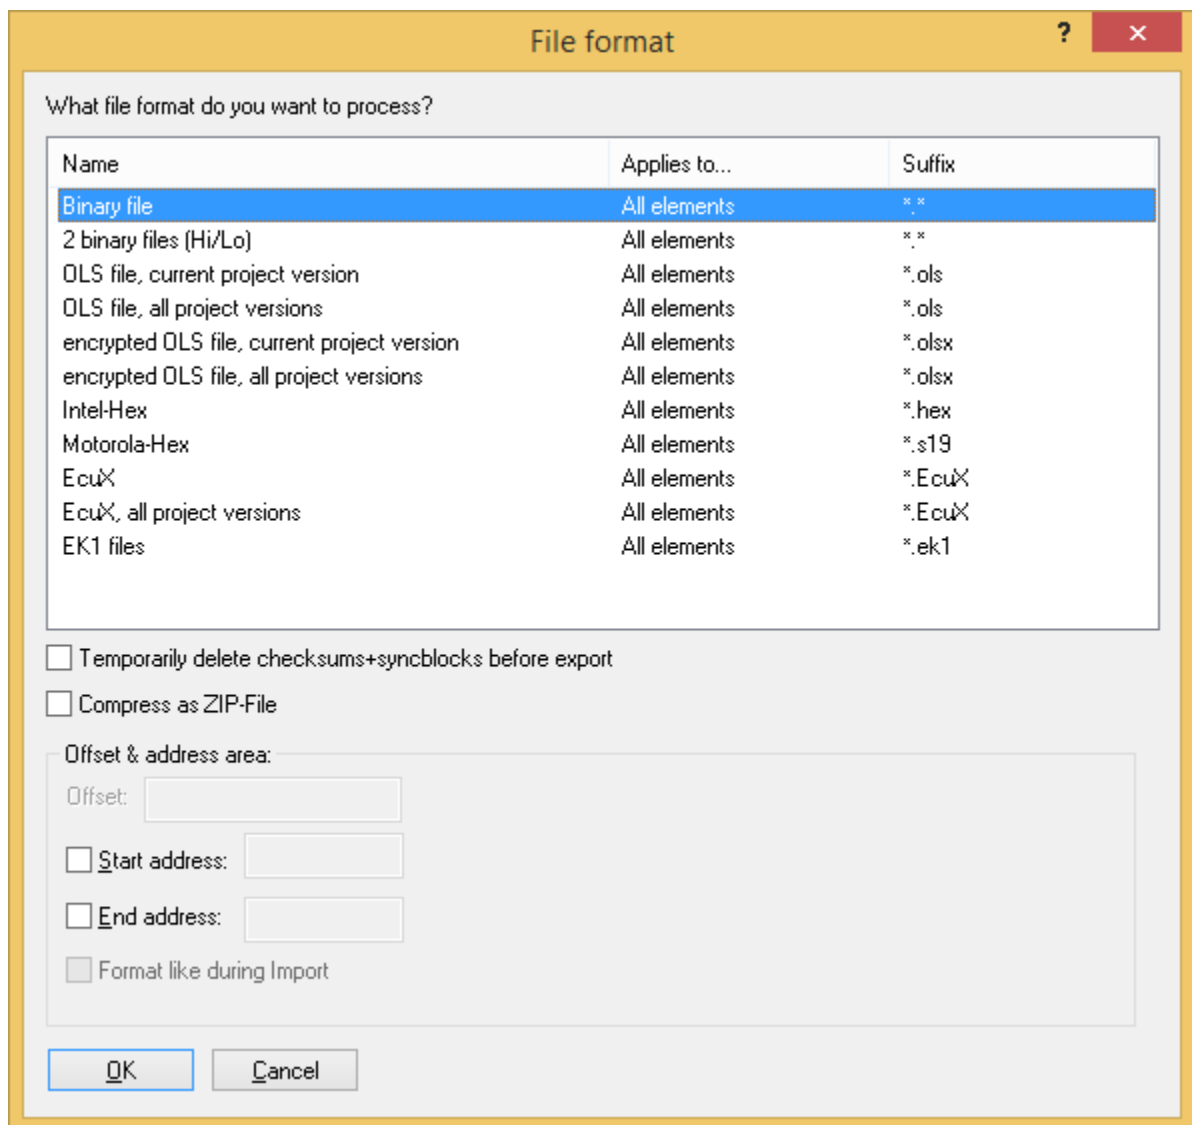 File format
?
What file format do you want to process?
Name Applies to... Suffix
Binary file All elements *.*
2 binary files (Hi/Lo) All elements *.*
OLS file, current project version All elements *.ols
OLS file, all project versions All elements *.ols
encrypted OLS file, current project version All elements *.olsx
encrypted OLS file, all project versions All elements *.olsx
Intel-Hex All elements *.hex
Motorola-Hex All elements *.s19
EcuX All elements *.EcuX
EcuX, all project versions All elements *.EcuX
EK1 files All elements *.ek1
Temporarily delete checksums+syncblocks before export
Compress as ZIP-File
Offset & address area:
Offset:
Start address:
End address:
Format like during Import
OK Cancel